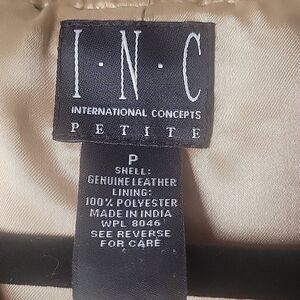 I·N·C
INTERNATIONAL CONCEPTS
PETITE
P
SHELL:
GENUINE LEATHER
LINING:
100% POLYESTER
MADE IN INDIA
WPL 8046
SEE REVERSE
FOR CARE